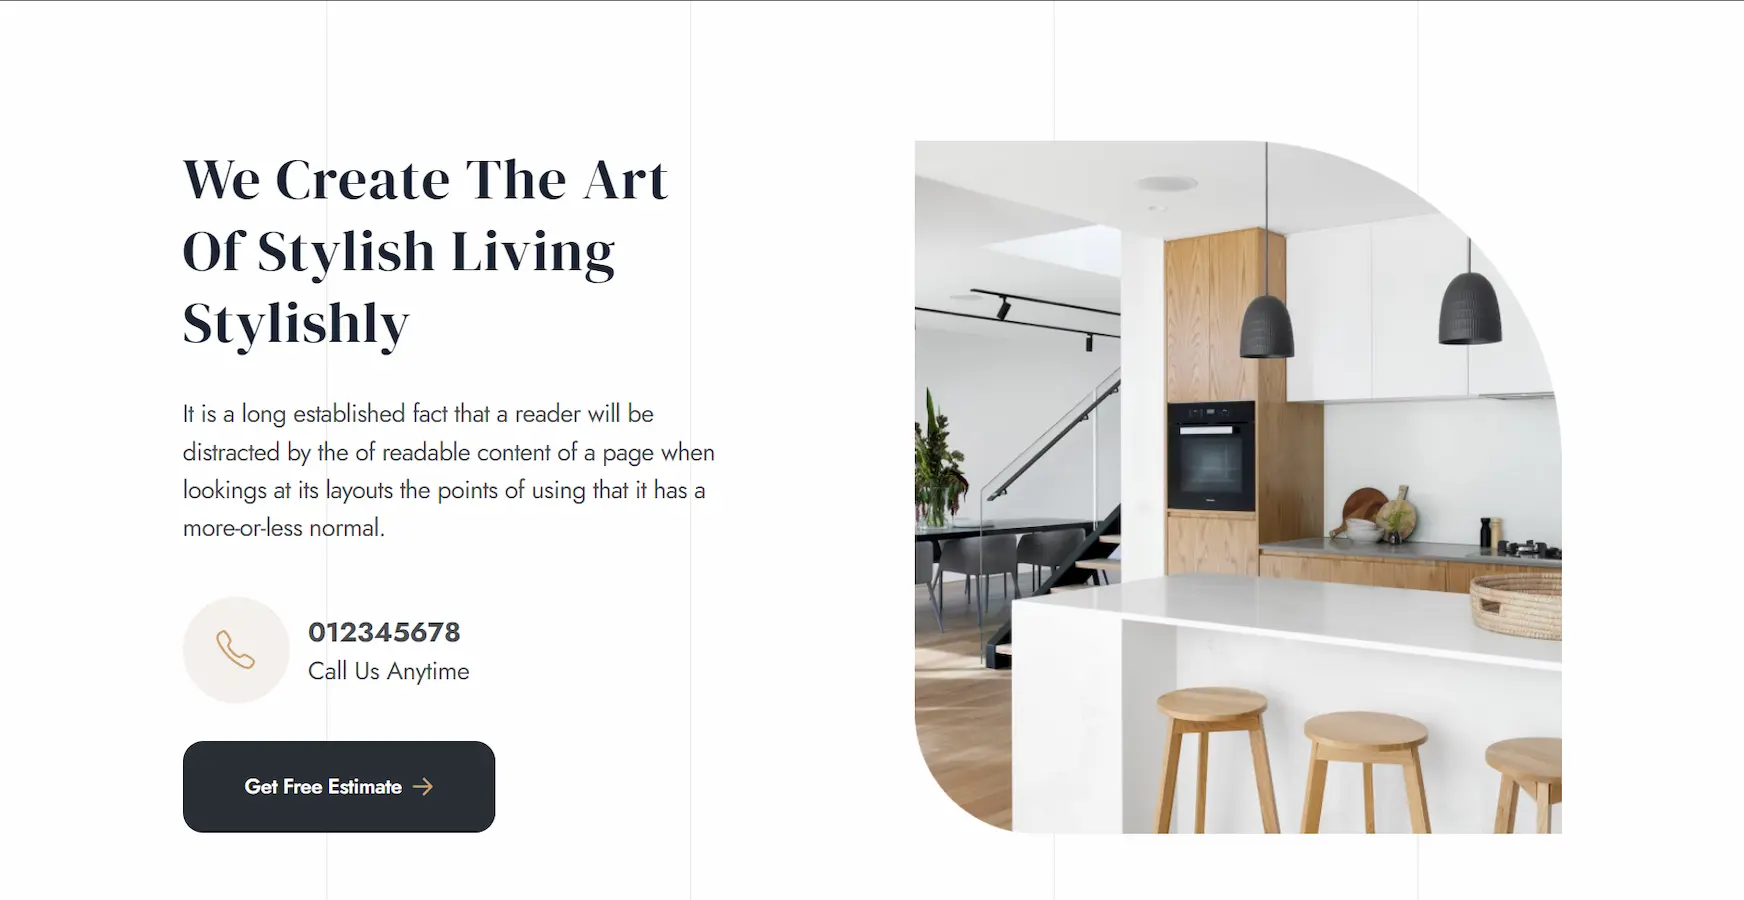 We Create The Art
Of Stylish Living
Stylishly
It is a long established fact that a reader will be
distracted by the of readable content of a page when
lookings at its layouts the points of using that it has a
more-or-less normal.
012345678
Call Us Anytime
Get Free Estimate